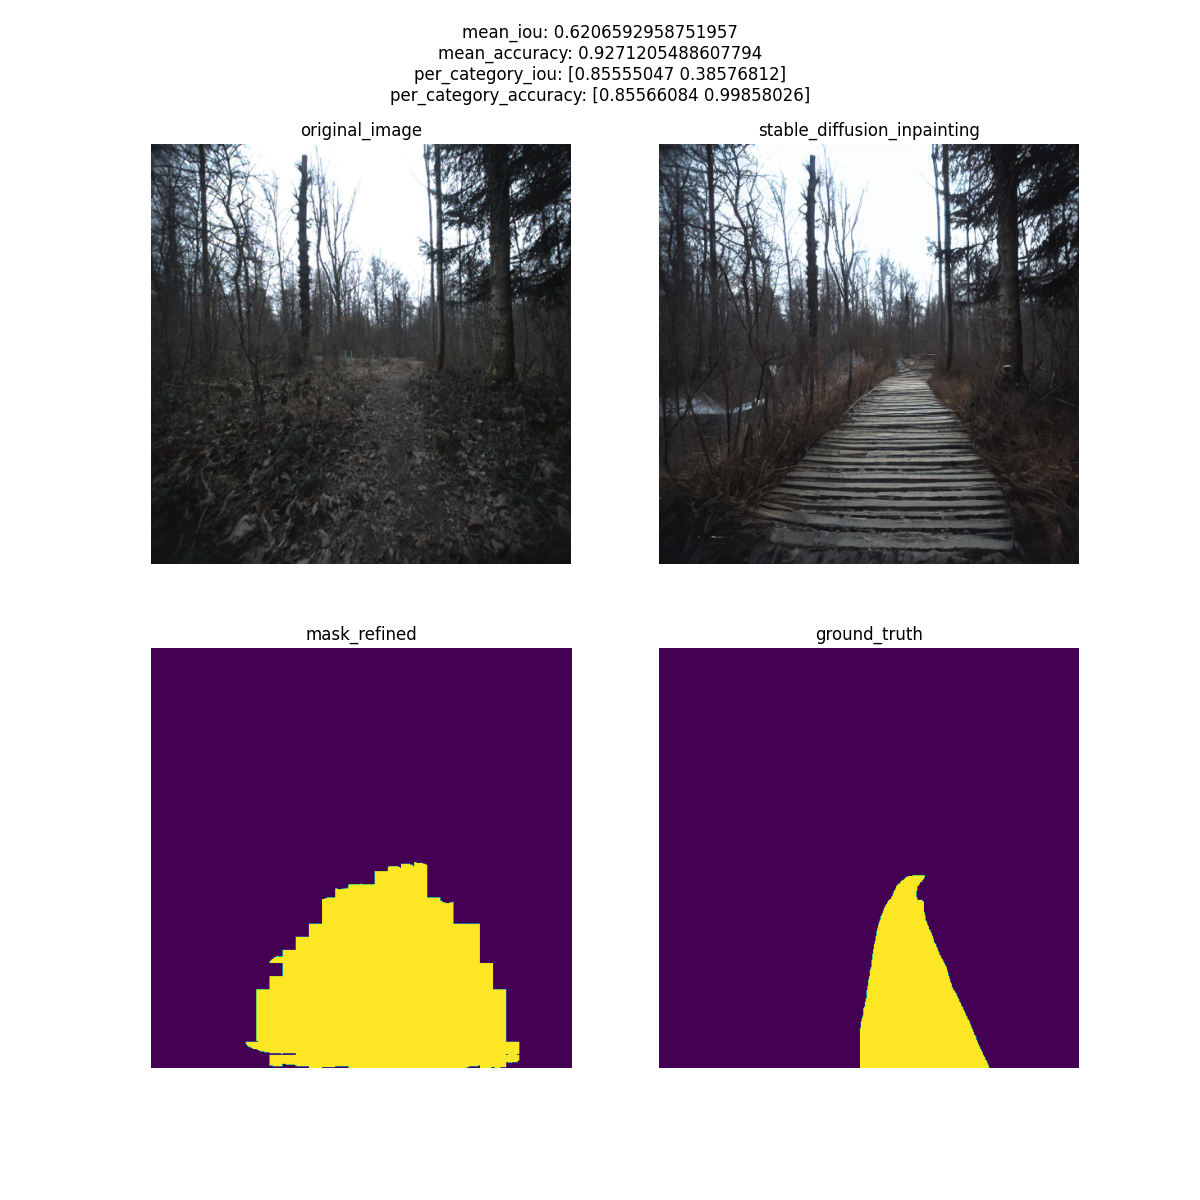 mean_iou: 0.6206592958751957
mean_accuracy: 0.9271205488607794
per_category_iou: [0.85555047 0.38576812]
per_category_accuracy: [0.85566084 0.99858026]
original_image
stable_diffusion_inpainting
mask_refined
ground_truth